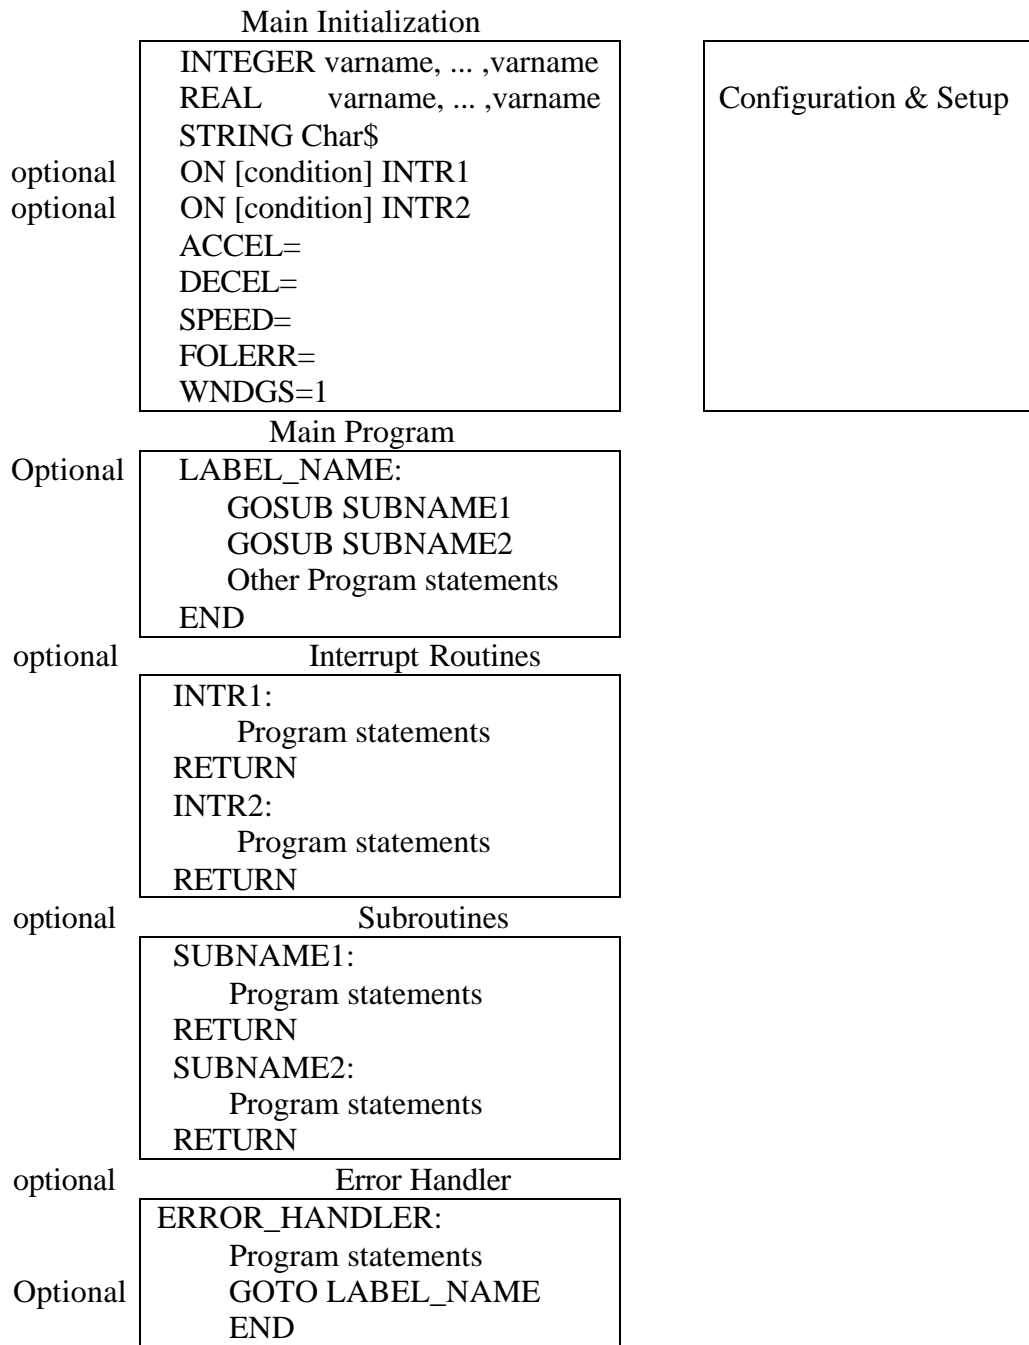 Main Initialization
INTEGER varname, ... ,varname
REAL varname, ... ,varname
Configuration & Setup
STRING Char$
optional ON [condition] INTR1
optional ON [condition] INTR2
ACCEL=
DECEL=
SPEED=
FOLERR=
WNDGS=1
Main Program
Optional LABEL_NAME:
GOSUB SUBNAME1
GOSUB SUBNAME2
Other Program statements
END
optional Interrupt Routines
INTR1:
Program statements
RETURN
INTR2:
Program statements
RETURN
optional Subroutines
SUBNAME1:
Program statements
RETURN
SUBNAME2:
Program statements
RETURN
optional Error Handler
ERROR_HANDLER:
Program statements
Optional GOTO LABEL_NAME
END